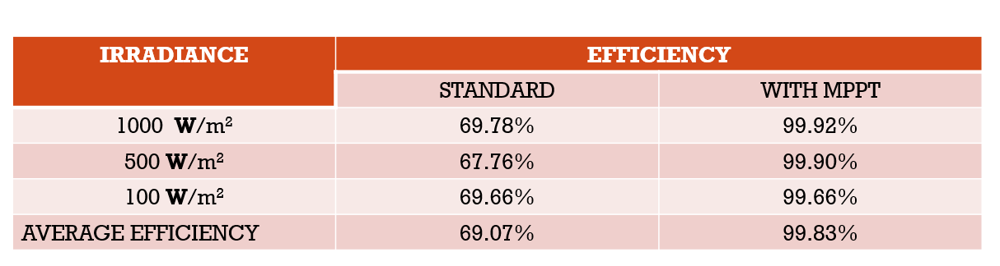 IRRADIANCE EFFICIENCY
STANDARD WITH MPPT
1000 W/m² 69.78% 99.92%
500 W/m² 67.76% 99.90%
100 W/m² 69.66% 99.66%
AVERAGE EFFICIENCY 69.07% 99.83%